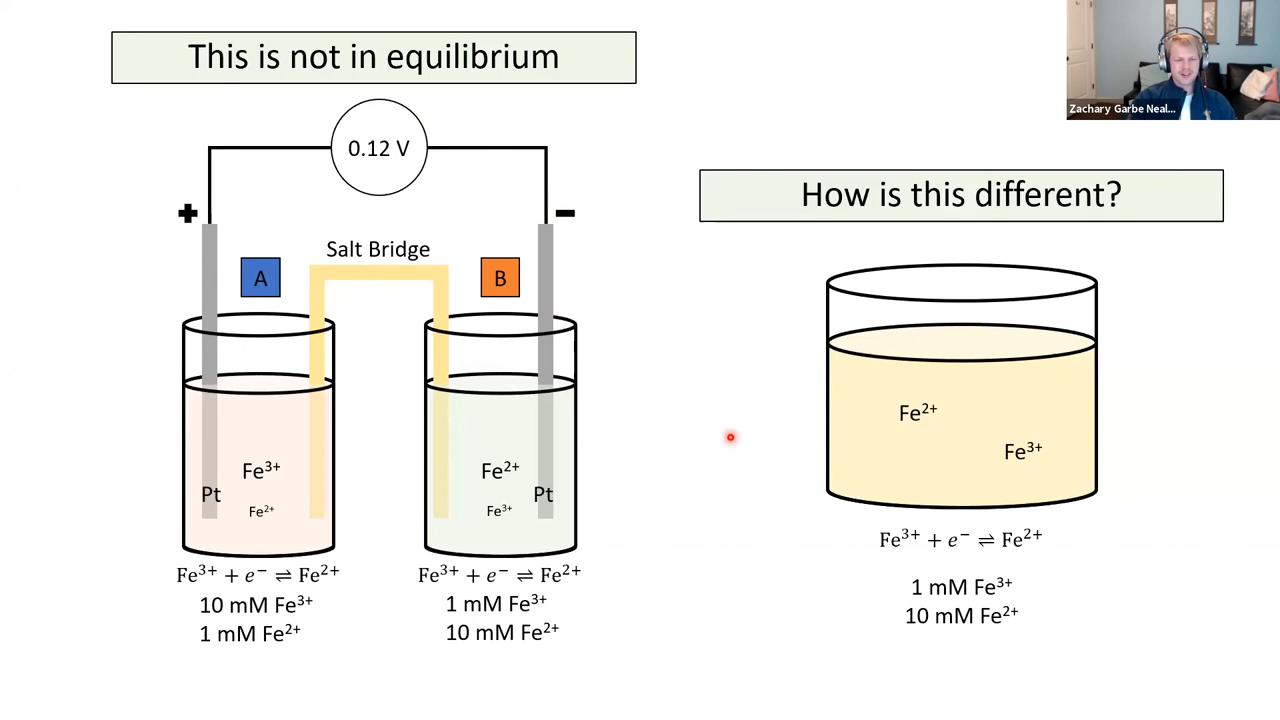 This is not in equilibrium
Zachary Garbe Neal...
0.12 V
+
−
How is this different?
Salt Bridge
A
B
Fe³⁺
Pt
Fe²⁺
Fe²⁺
Pt
Fe³⁺
Fe²⁺
Fe³⁺
Fe³⁺ + e⁻ ⇌ Fe²⁺
10 mM Fe³⁺
1 mM Fe²⁺
Fe³⁺ + e⁻ ⇌ Fe²⁺
1 mM Fe³⁺
10 mM Fe²⁺
Fe³⁺ + e⁻ ⇌ Fe²⁺
1 mM Fe³⁺
10 mM Fe²⁺